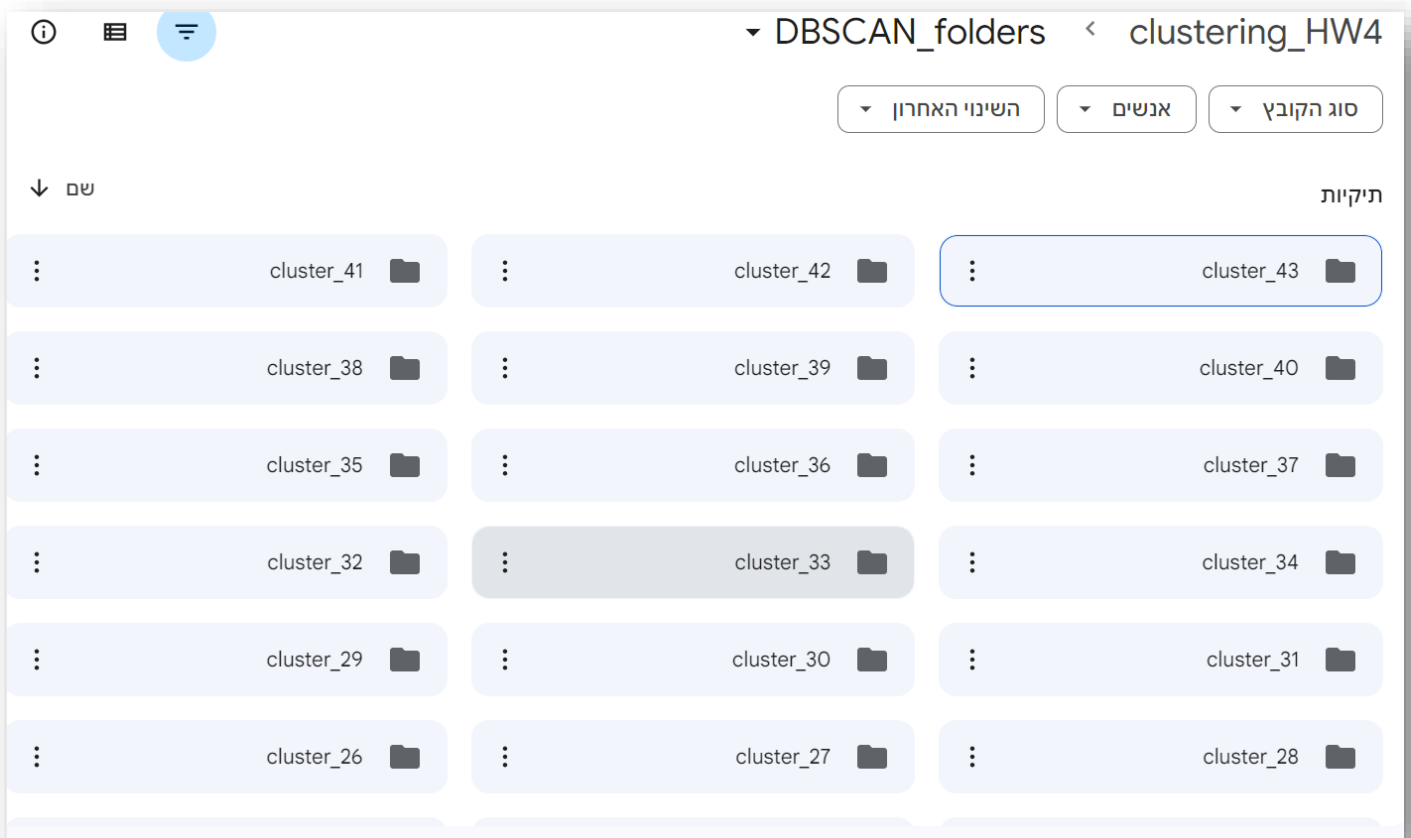 clustering_HW4 > DBSCAN_folders
סוג הקובץ אנשים השינוי האחרון
תיקיות שם
cluster_43 cluster_42 cluster_41
cluster_40 cluster_39 cluster_38
cluster_37 cluster_36 cluster_35
cluster_34 cluster_33 cluster_32
cluster_31 cluster_30 cluster_29
cluster_28 cluster_27 cluster_26